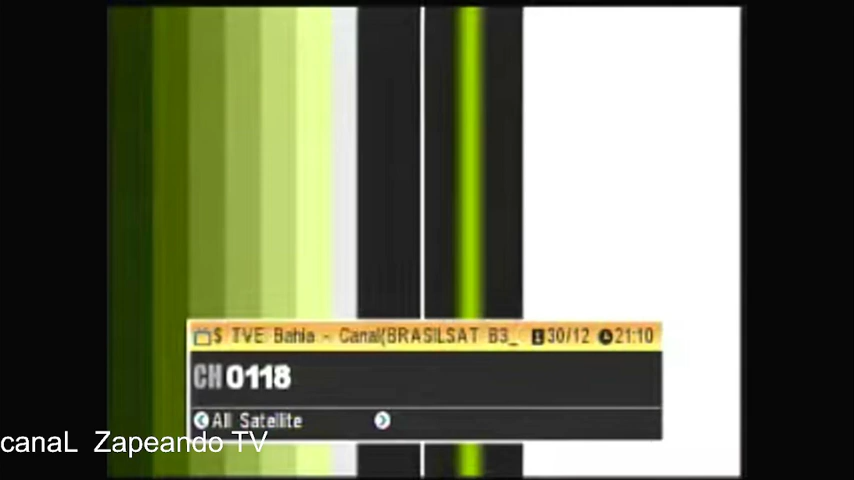 $ TVE Bahia - Canal(BRASILSAT B3_ 30/12 21:10
CH 0118
All Satellite
canaL Zapeando TV